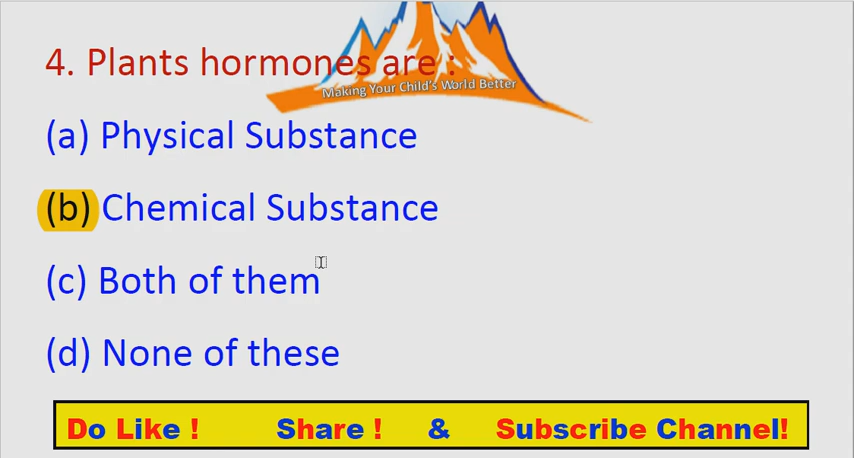 4. Plants hormones are :
Making Your Child's World Better
(a) Physical Substance
(b) Chemical Substance
(c) Both of them
(d) None of these
Do Like ! Share ! & Subscribe Channel!